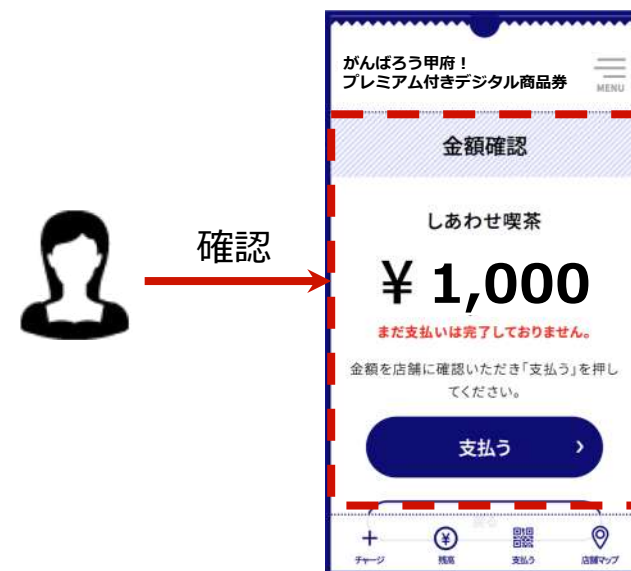 がんばろう甲府！
プレミアム付きデジタル商品券
MENU
金額確認
確認
しあわせ喫茶
¥ 1,000
まだ支払いは完了しておりません。
金額を店舗に確認いただき「支払う」を押し
てください。
支払う
チャージ
残高
支払う
店舗マップ